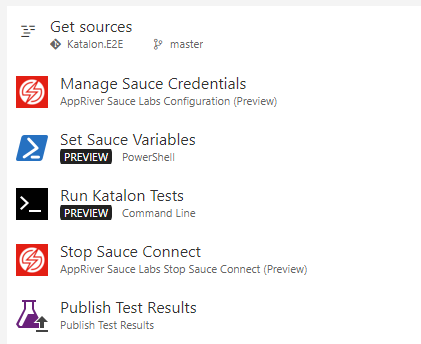 Get sources
Katalon.E2E master
Manage Sauce Credentials
AppRiver Sauce Labs Configuration (Preview)
Set Sauce Variables
PREVIEW PowerShell
Run Katalon Tests
PREVIEW Command Line
Stop Sauce Connect
AppRiver Sauce Labs Stop Sauce Connect (Preview)
Publish Test Results
Publish Test Results